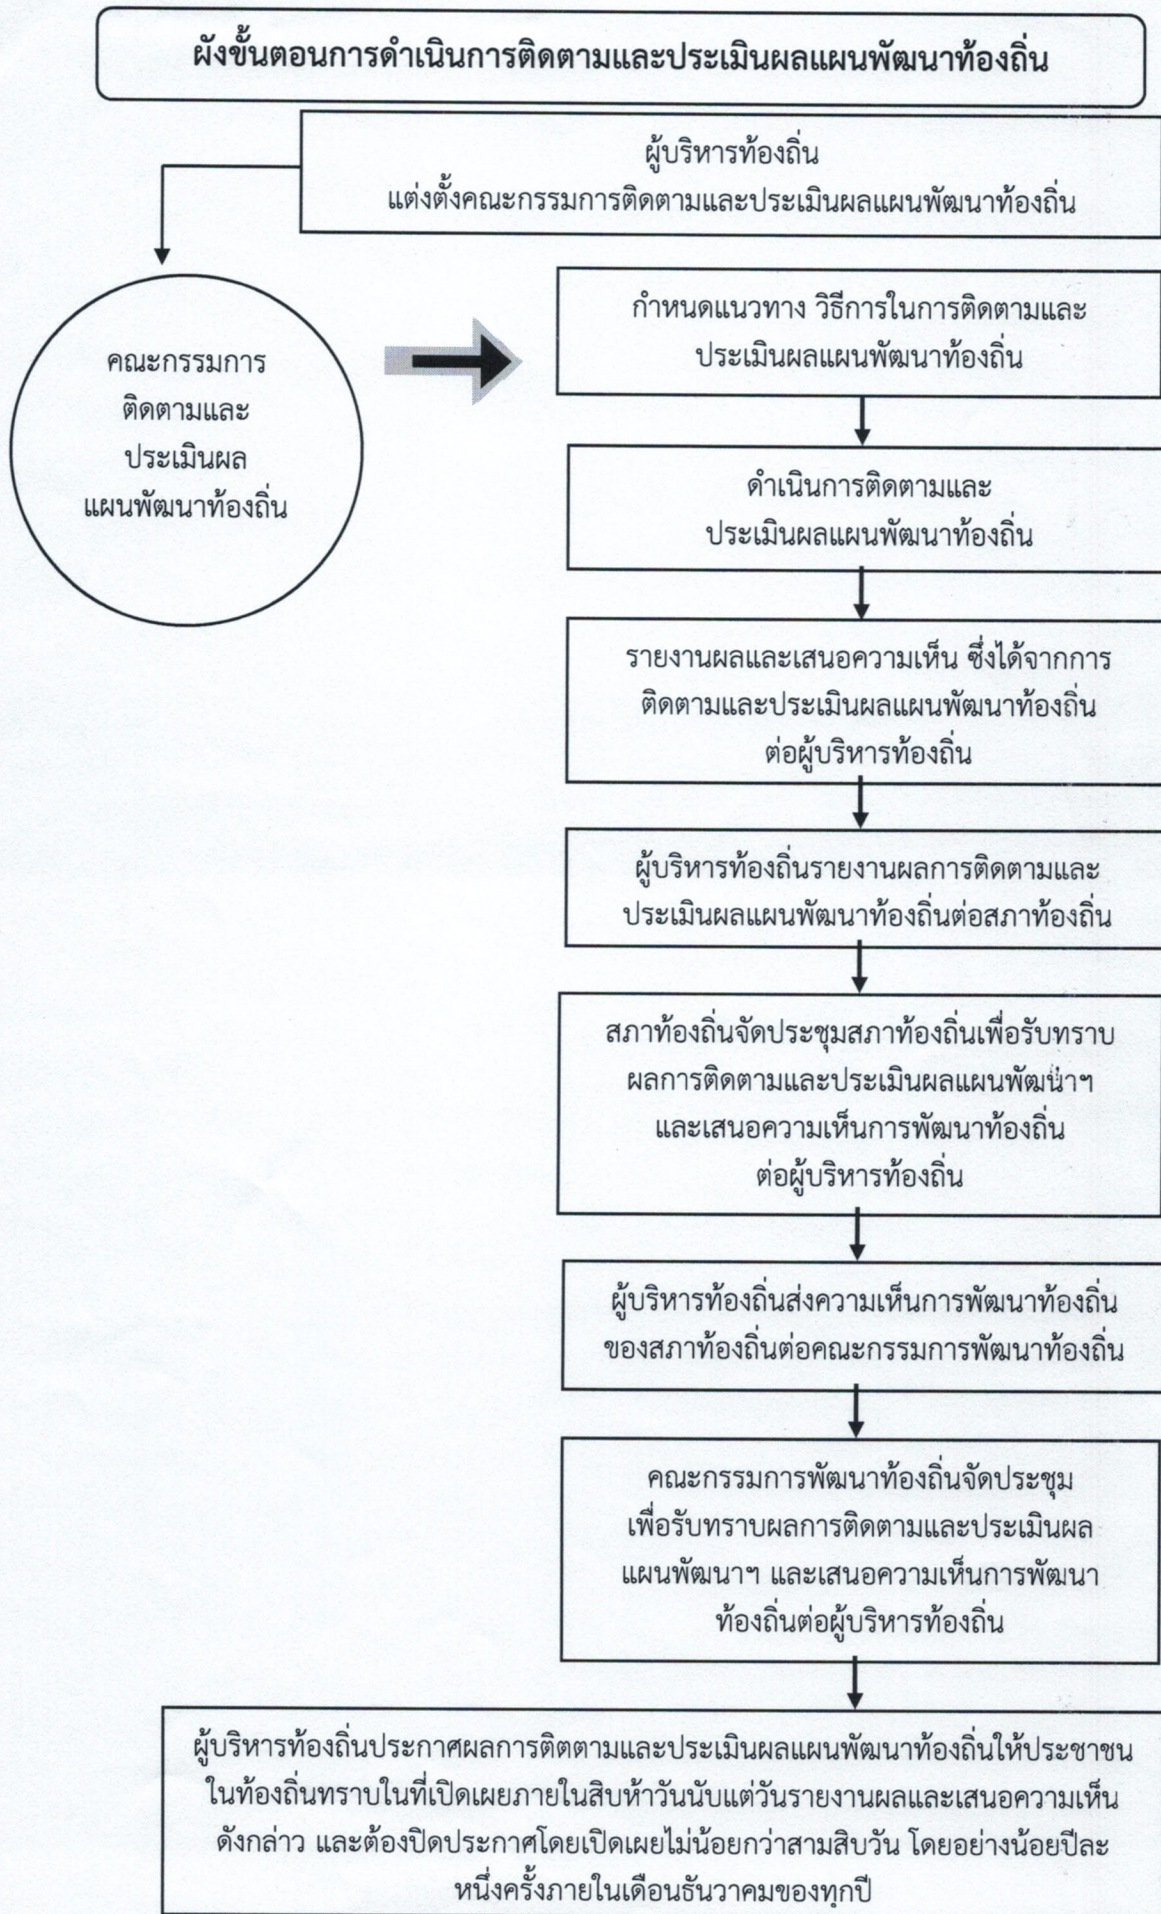 ผังขั้นตอนการดำเนินการติดตามและประเมินผลแผนพัฒนาท้องถิ่น
ผู้บริหารท้องถิ่น
แต่งตั้งคณะกรรมการติดตามและประเมินผลแผนพัฒนาท้องถิ่น
คณะกรรมการ
ติดตามและ
ประเมินผล
แผนพัฒนาท้องถิ่น
กำหนดแนวทาง วิธีการในการติดตามและ
ประเมินผลแผนพัฒนาท้องถิ่น
ดำเนินการติดตามและ
ประเมินผลแผนพัฒนาท้องถิ่น
รายงานผลและเสนอความเห็น ซึ่งได้จากการ
ติดตามและประเมินผลแผนพัฒนาท้องถิ่น
ต่อผู้บริหารท้องถิ่น
ผู้บริหารท้องถิ่นรายงานผลการติดตามและ
ประเมินผลแผนพัฒนาท้องถิ่นต่อสภาท้องถิ่น
สภาท้องถิ่นจัดประชุมสภาท้องถิ่นเพื่อรับทราบ
ผลการติดตามและประเมินผลแผนพัฒนาฯ
และเสนอความเห็นการพัฒนาท้องถิ่น
ต่อผู้บริหารท้องถิ่น
ผู้บริหารท้องถิ่นส่งความเห็นการพัฒนาท้องถิ่น
ของสภาท้องถิ่นต่อคณะกรรมการพัฒนาท้องถิ่น
คณะกรรมการพัฒนาท้องถิ่นจัดประชุม
เพื่อรับทราบผลการติดตามและประเมินผล
แผนพัฒนาฯ และเสนอความเห็นการพัฒนา
ท้องถิ่นต่อผู้บริหารท้องถิ่น
ผู้บริหารท้องถิ่นประกาศผลการติตตามและประเมินผลแผนพัฒนาท้องถิ่นให้ประชาชน
ในท้องถิ่นทราบในที่เปิดเผยภายในสิบห้าวันนับแต่วันรายงานผลและเสนอความเห็น
ดังกล่าว และต้องปิดประกาศโดยเปิดเผยไม่น้อยกว่าสามสิบวัน โดยอย่างน้อยปีละ
หนึ่งครั้งภายในเดือนธันวาคมของทุกปี